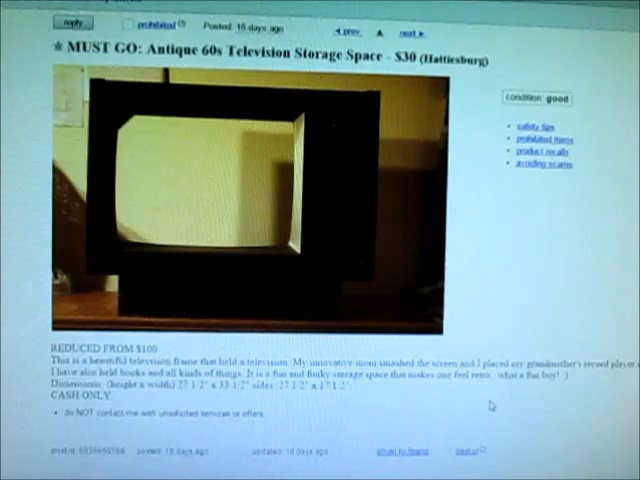 reply prohibited Posted: 18 days ago prev ▲ next
★ MUST GO: Antique 60s Television Storage Space - $30 (Hattiesburg)
condition: good
• safety tips
• prohibited items
• product recalls
• avoiding scams
REDUCED FROM $100
This is a beautiful television frame that held a television. My innovative mom smashed the screen and I placed my grandmother's record player
I have also held books and all kinds of things. It is a fun and funky storage space that makes one feel retro... what a fun buy! :)
Dimensions: (height x width) 27 1/2" x 33 1/2" sides: 27 1/2" x 17 1/2"
CASH ONLY
• do NOT contact me with unsolicited services or offers
post id: posted: 18 days ago updated: 18 days ago email to friend best of